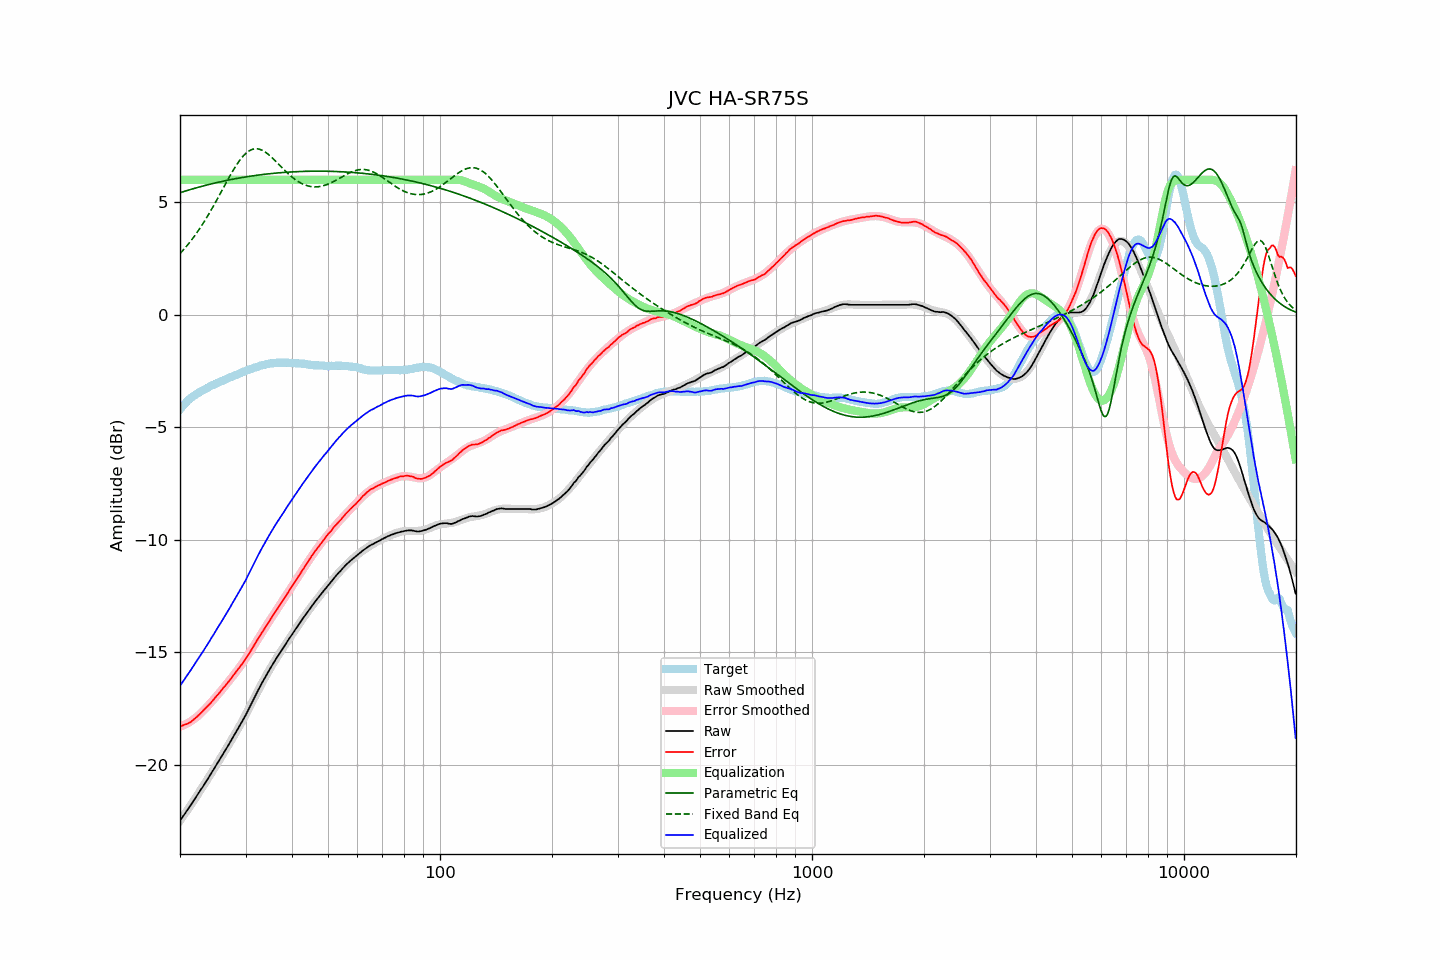 JVC HA-SR75S
Amplitude (dBr)
5
0
−5
−10
−15
−20
Target
Raw Smoothed
Error Smoothed
Raw
Error
Equalization
Parametric Eq
Fixed Band Eq
Equalized
100
1000
10000
Frequency (Hz)